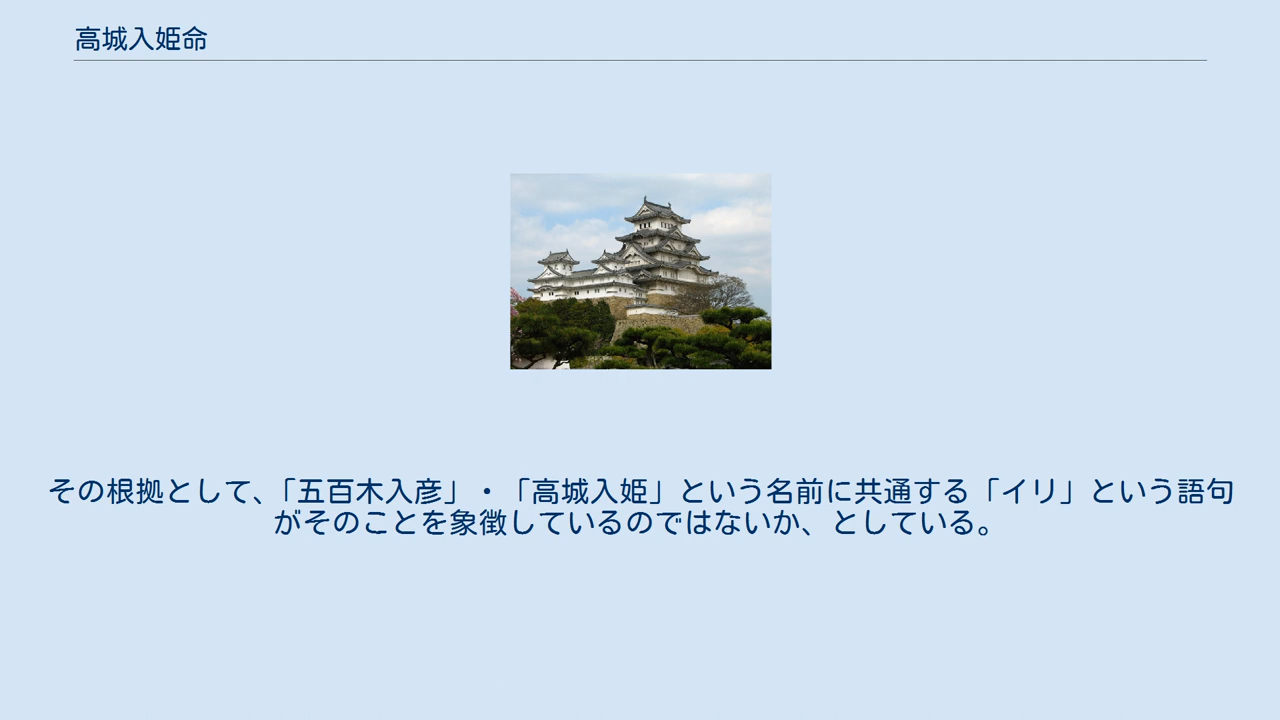 高城入姫命
その根拠として、「五百木入彦」・「高城入姫」という名前に共通する「イリ」という語句
がそのことを象徴しているのではないか、としている。